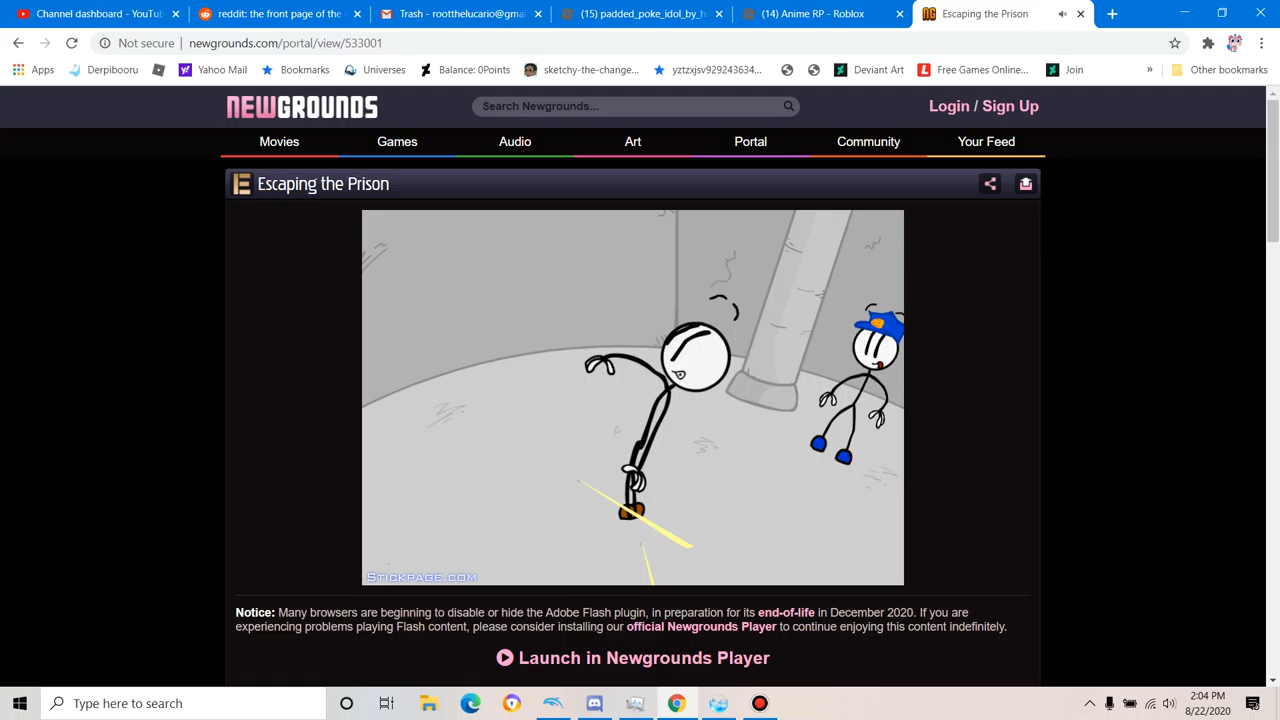 Channel dashboard - YouTub
reddit: the front page of the
Trash - rootthelucario@gma
(15) padded_poke_idol_by_h
(14) Anime RP - Roblox
NG Escaping the Prison
Not secure | newgrounds.com/portal/view/533001
Apps
Derpibooru
Yahoo Mail
Bookmarks
Universes
Balance: 0Points
sketchy-the-change...
yztzxjsv929243634...
Deviant Art
Free Games Online...
Join
»
Other bookmarks
NEWGROUNDS
Search Newgrounds...
Login / Sign Up
Movies
Games
Audio
Art
Portal
Community
Your Feed
E Escaping the Prison
STICKPAGE.COM
Notice: Many browsers are beginning to disable or hide the Adobe Flash plugin, in preparation for its end-of-life in December 2020. If you are
experiencing problems playing Flash content, please consider installing our official Newgrounds Player to continue enjoying this content indefinitely.
Launch in Newgrounds Player
Type here to search
2:04 PM
8/22/2020